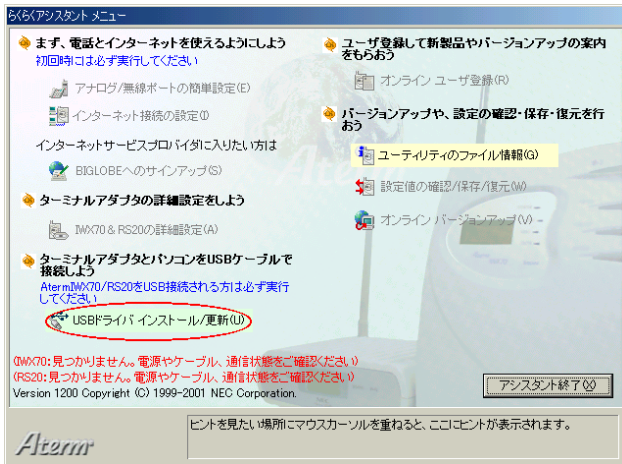 らくらくアシスタント メニュー
まず、電話とインターネットを使えるようにしよう
初回時には必ず実行してください
アナログ/無線ポートの簡単設定(E)
インターネット接続の設定(I)
インターネットサービスプロバイダに入りたい方は
BIGLOBEへのサインアップ(S)
ターミナルアダプタの詳細設定をしよう
IWX70 & RS20の詳細設定(A)
ターミナルアダプタとパソコンをUSBケーブルで
接続しよう
AtermIWX70/RS20をUSB接続される方は必ず実行
してください
USBドライバ インストール/更新(U)
ユーザ登録して新製品やバージョンアップの案内
をもらおう
オンライン ユーザ登録(R)
バージョンアップや、設定の確認・保存・復元を行
おう
ユーティリティのファイル情報(G)
設定値の確認/保存/復元(W)
オンライン バージョンアップ(V)
Aterm
(IWX70:見つかりません。電源やケーブル、通信状態をご確認ください)
(RS20:見つかりません。電源やケーブル、通信状態をご確認ください)
Version 1200 Copyright (C) 1999-2001 NEC Corporation.
アシスタント終了(X)
Aterm
ヒントを見たい場所にマウスカーソルを重ねると、ここにヒントが表示されます。